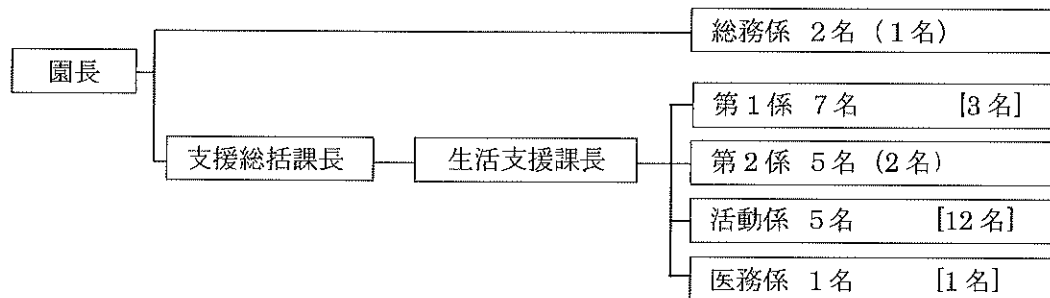 総務係 2名 (1名)
園長
第1係 7名 [3名]
支援総括課長
生活支援課長
第2係 5名 (2名)
活動係 5名 [12名]
医務係 1名 [1名]